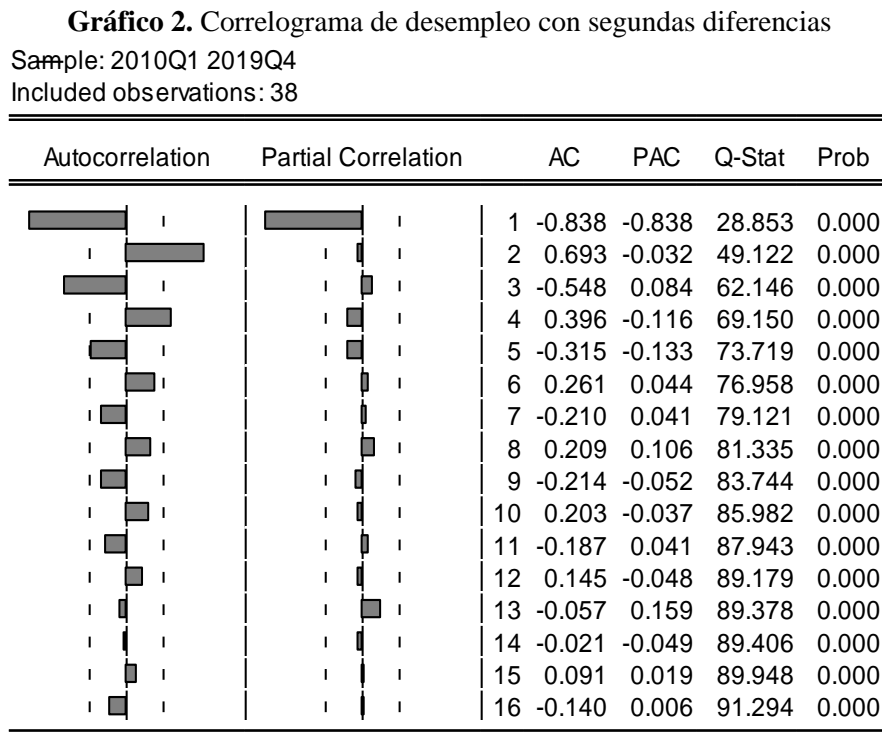 Gráfico 2. Correlograma de desempleo con segundas diferencias
Sample: 2010Q1 2019Q4
Included observations: 38
Autocorrelation Partial Correlation AC PAC Q-Stat Prob
1 -0.838 -0.838 28.853 0.000
2 0.693 -0.032 49.122 0.000
3 -0.548 0.084 62.146 0.000
4 0.396 -0.116 69.150 0.000
5 -0.315 -0.133 73.719 0.000
6 0.261 0.044 76.958 0.000
7 -0.210 0.041 79.121 0.000
8 0.209 0.106 81.335 0.000
9 -0.214 -0.052 83.744 0.000
10 0.203 -0.037 85.982 0.000
11 -0.187 0.041 87.943 0.000
12 0.145 -0.048 89.179 0.000
13 -0.057 0.159 89.378 0.000
14 -0.021 -0.049 89.406 0.000
15 0.091 0.019 89.948 0.000
16 -0.140 0.006 91.294 0.000